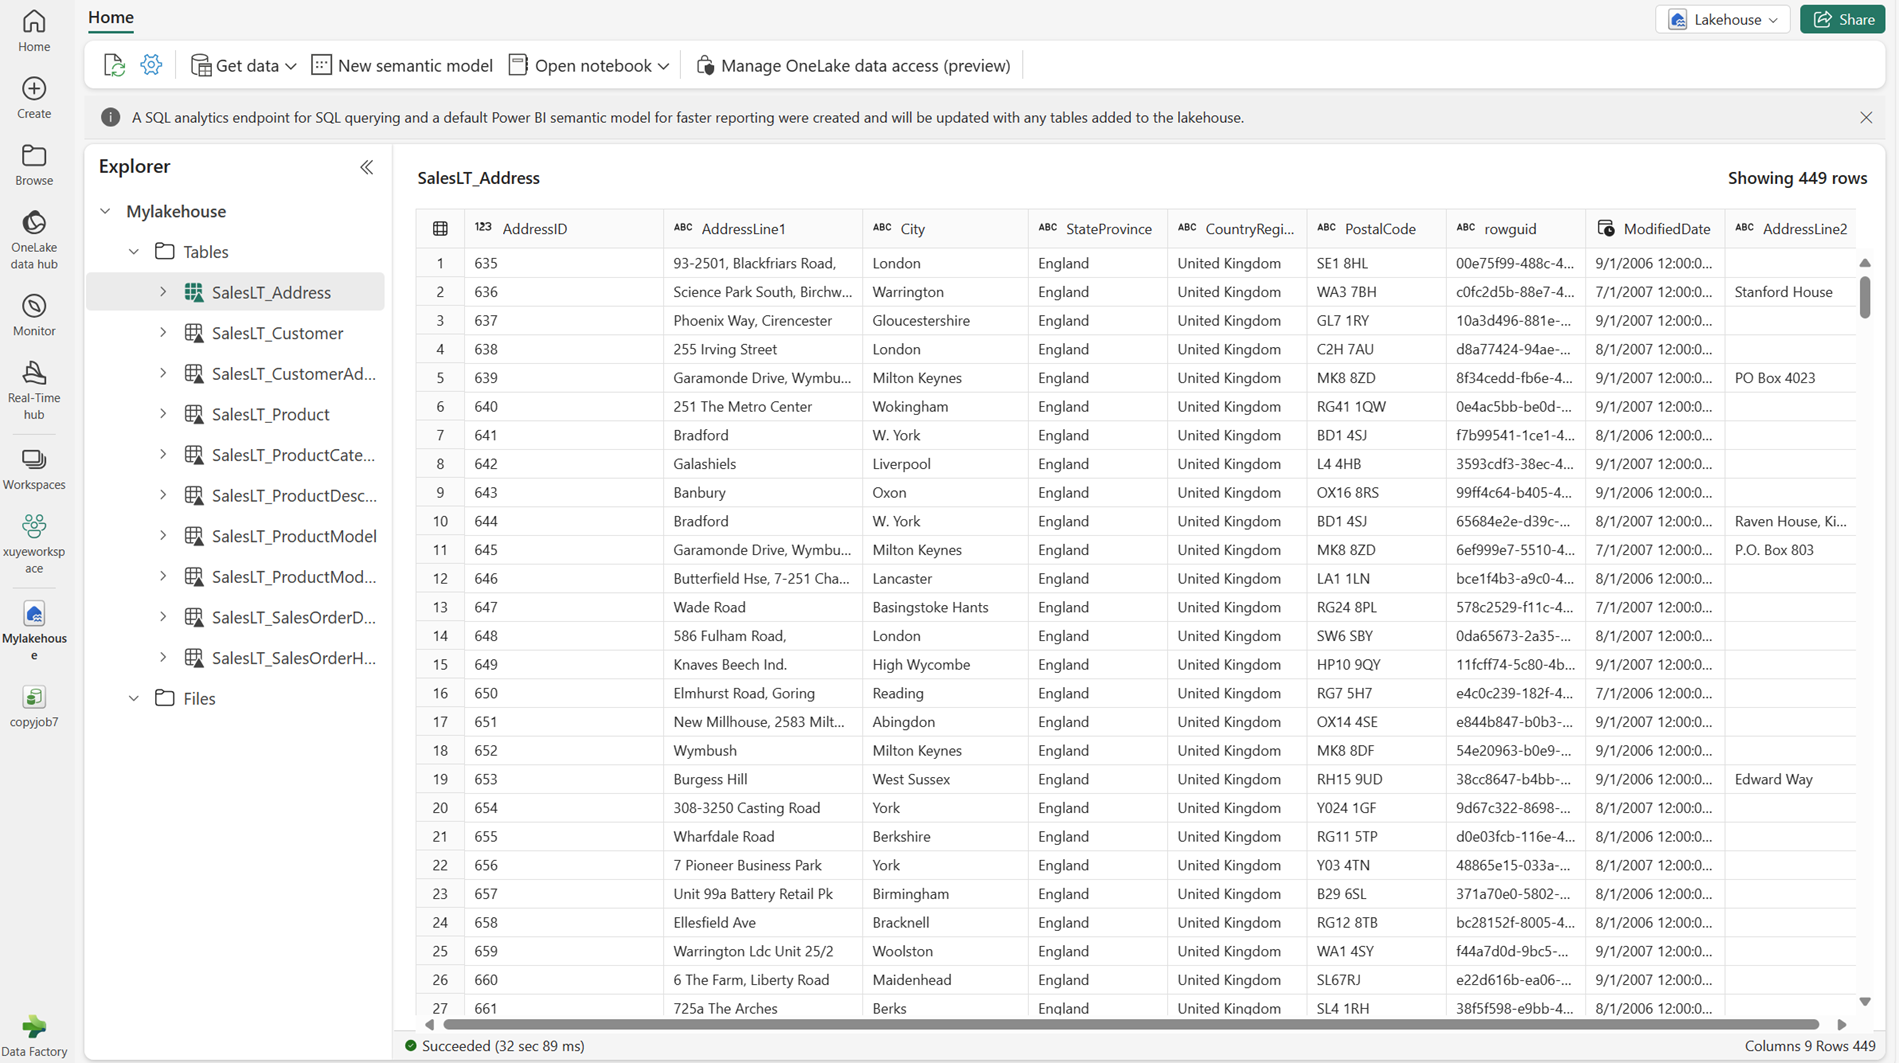 Home
Create
Browse
OneLake
data hub
Monitor
Real-Time
hub
Workspaces
xuyeworksp
ace
Mylakehous
e
copyjob7
Data Factory
Home
Lakehouse
Share
Get data
New semantic model
Open notebook
Manage OneLake data access (preview)
A SQL analytics endpoint for SQL querying and a default Power BI semantic model for faster reporting were created and will be updated with any tables added to the lakehouse.
Explorer
Mylakehouse
Tables
SalesLT_Address
SalesLT_Customer
SalesLT_CustomerAd...
SalesLT_Product
SalesLT_ProductCate...
SalesLT_ProductDesc...
SalesLT_ProductModel
SalesLT_ProductMod...
SalesLT_SalesOrderD...
SalesLT_SalesOrderH...
Files
SalesLT_Address Showing 449 rows
123 AddressID ABC AddressLine1 ABC City ABC StateProvince ABC CountryRegi... ABC PostalCode ABC rowguid ModifiedDate ABC AddressLine2
1 635 93-2501, Blackfriars Road, London England United Kingdom SE1 8HL 00e75f99-488c-4... 9/1/2006 12:00:0...
2 636 Science Park South, Birchw... Warrington England United Kingdom WA3 7BH c0fc2d5b-88e7-4... 7/1/2007 12:00:0... Stanford House
3 637 Phoenix Way, Cirencester Gloucestershire England United Kingdom GL7 1RY 10a3d496-881e-... 9/1/2007 12:00:0...
4 638 255 Irving Street London England United Kingdom C2H 7AU d8a77424-94ae-... 8/1/2007 12:00:0...
5 639 Garamonde Drive, Wymbu... Milton Keynes England United Kingdom MK8 8ZD 8f34cedd-fb6e-4... 9/1/2007 12:00:0... PO Box 4023
6 640 251 The Metro Center Wokingham England United Kingdom RG41 1QW 0e4ac5bb-be0d-... 9/1/2007 12:00:0...
7 641 Bradford W. York England United Kingdom BD1 4SJ f7b99541-1ce1-4... 8/1/2006 12:00:0...
8 642 Galashiels Liverpool England United Kingdom L4 4HB 3593cdf3-38ec-4... 9/1/2007 12:00:0...
9 643 Banbury Oxon England United Kingdom OX16 8RS 99ff4c64-b405-4... 9/1/2006 12:00:0...
10 644 Bradford W. York England United Kingdom BD1 4SJ 65684e2e-d39c-... 8/1/2007 12:00:0... Raven House, Ki...
11 645 Garamonde Drive, Wymbu... Milton Keynes England United Kingdom MK8 8ZD 6ef999e7-5510-4... 7/1/2007 12:00:0... P.O. Box 803
12 646 Butterfield Hse, 7-251 Cha... Lancaster England United Kingdom LA1 1LN bce1f4b3-a9c0-4... 8/1/2006 12:00:0...
13 647 Wade Road Basingstoke Hants England United Kingdom RG24 8PL 578c2529-f11c-4... 7/1/2007 12:00:0...
14 648 586 Fulham Road, London England United Kingdom SW6 SBY 0da65673-2a35-... 8/1/2007 12:00:0...
15 649 Knaves Beech Ind. High Wycombe England United Kingdom HP10 9QY 11fcff74-5c80-4b... 8/1/2007 12:00:0...
16 650 Elmhurst Road, Goring Reading England United Kingdom RG7 5H7 e4c0c239-182f-4... 7/1/2006 12:00:0...
17 651 New Millhouse, 2583 Milt... Abingdon England United Kingdom OX14 4SE e844b847-b0b3-... 9/1/2007 12:00:0...
18 652 Wymbush Milton Keynes England United Kingdom MK8 8DF 54e20963-b0e9-... 9/1/2006 12:00:0...
19 653 Burgess Hill West Sussex England United Kingdom RH15 9UD 38cc8647-b4bb-... 9/1/2006 12:00:0... Edward Way
20 654 308-3250 Casting Road York England United Kingdom Y024 1GF 9d67c322-8698-... 8/1/2007 12:00:0...
21 655 Wharfdale Road Berkshire England United Kingdom RG11 5TP d0e03fcb-116e-4... 8/1/2006 12:00:0...
22 656 7 Pioneer Business Park York England United Kingdom Y03 4TN 48865e15-033a-... 8/1/2007 12:00:0...
23 657 Unit 99a Battery Retail Pk Birmingham England United Kingdom B29 6SL 371a70e0-5802-... 8/1/2006 12:00:0...
24 658 Ellesfield Ave Bracknell England United Kingdom RG12 8TB bc28152f-8005-4... 8/1/2006 12:00:0...
25 659 Warrington Ldc Unit 25/2 Woolston England United Kingdom WA1 4SY f44a7d0d-9bc5-... 9/1/2007 12:00:0...
26 660 6 The Farm, Liberty Road Maidenhead England United Kingdom SL67RJ e22d616b-ea06-... 9/1/2007 12:00:0...
27 661 725a The Arches Berks England United Kingdom SL4 1RH 38f5f598-e9bb-4... 8/1/2006 12:00:0...
Succeeded (32 sec 89 ms) Columns 9 Rows 449